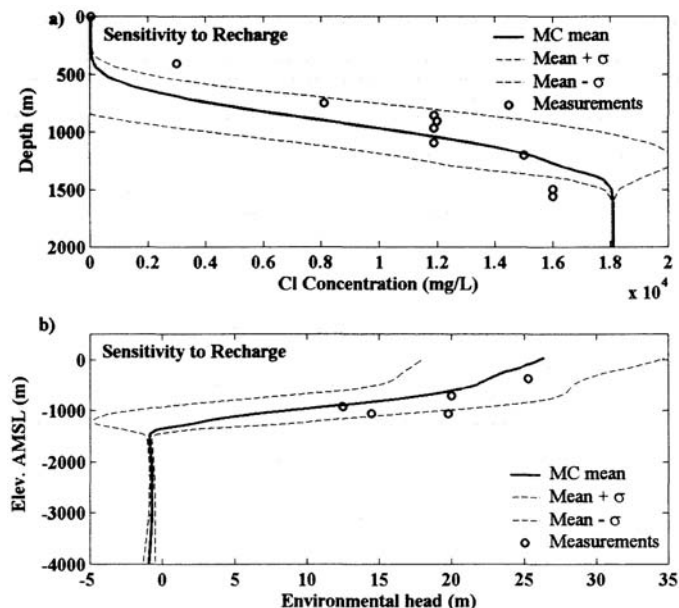 a)
Sensitivity to Recharge
MC mean
Mean + σ
Mean - σ
Measurements
0
500
1000
1500
2000
Depth (m)
0 0.2 0.4 0.6 0.8 1.0 1.2 1.4 1.6 1.8 2
Cl Concentration (mg/L)
x 10⁴
b)
Sensitivity to Recharge
0
-1000
-2000
-3000
-4000
Elev. AMSL (m)
MC mean
Mean + σ
Mean - σ
Measurements
-5 0 5 10 15 20 25 30 35
Environmental head (m)